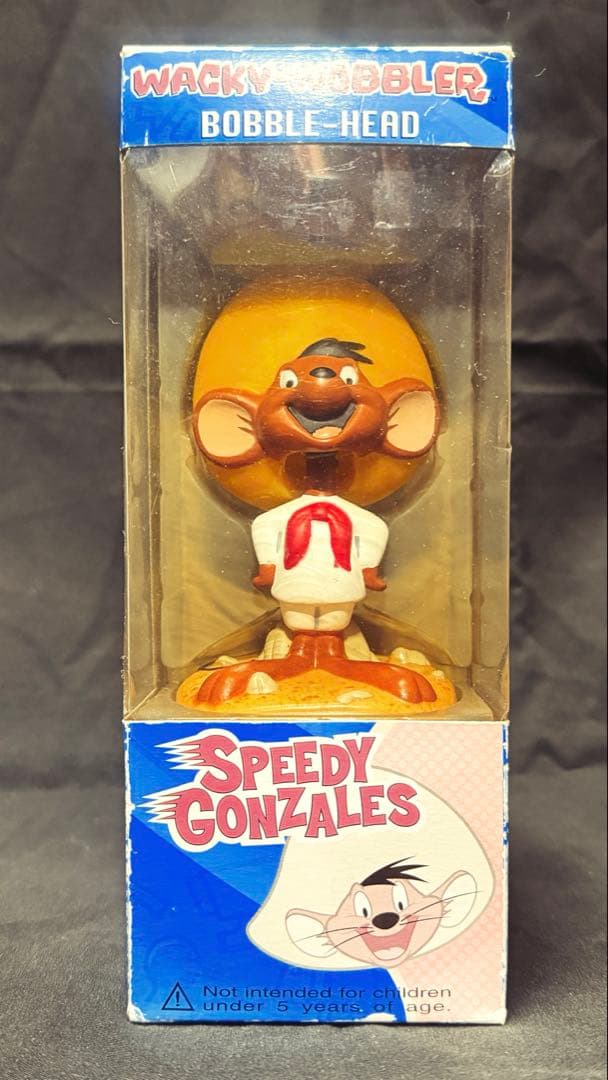 WACKY WOBBLER
BOBBLE-HEAD
SPEEDY
GONZALES
Not intended for children
under 5 years of age.